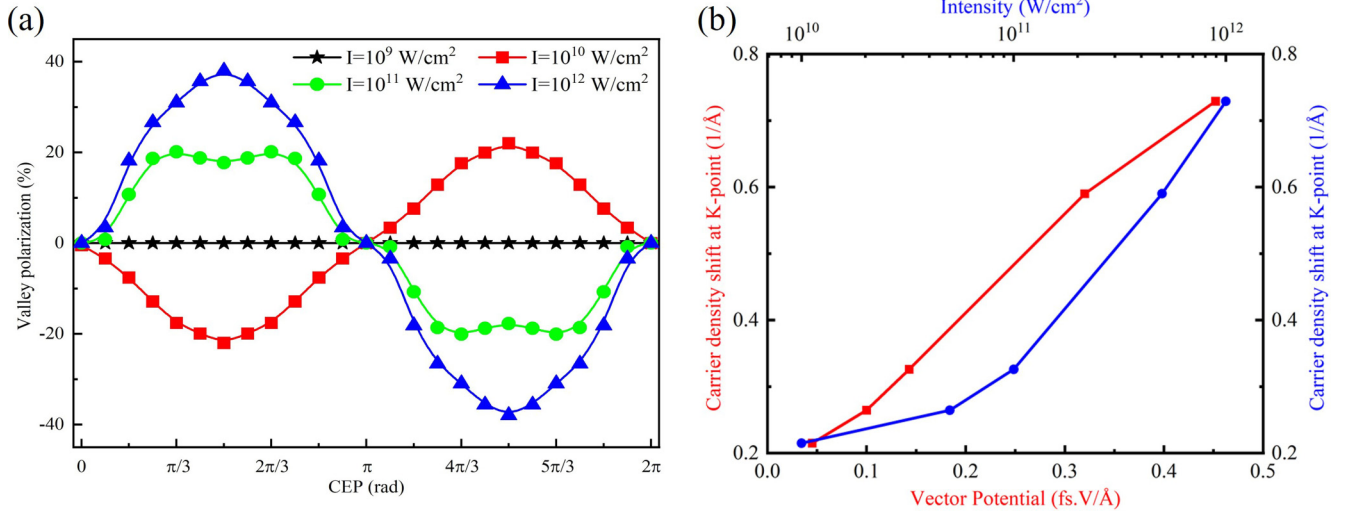 (a)
I=10⁹ W/cm²
I=10¹⁰ W/cm²
I=10¹¹ W/cm²
I=10¹² W/cm²
Valley polarization (%)
40
20
0
-20
-40
0
π/3
2π/3
π
4π/3
5π/3
2π
CEP (rad)
(b)
Intensity (W/cm²)
10¹⁰
10¹¹
10¹²
Carrier density shift at K-point (1/Å)
0.8
0.6
0.4
0.2
0.8
0.6
0.4
0.2
Carrier density shift at K-point (1/Å)
0.0
0.1
0.2
0.3
0.4
0.5
Vector Potential (fs.V/Å)